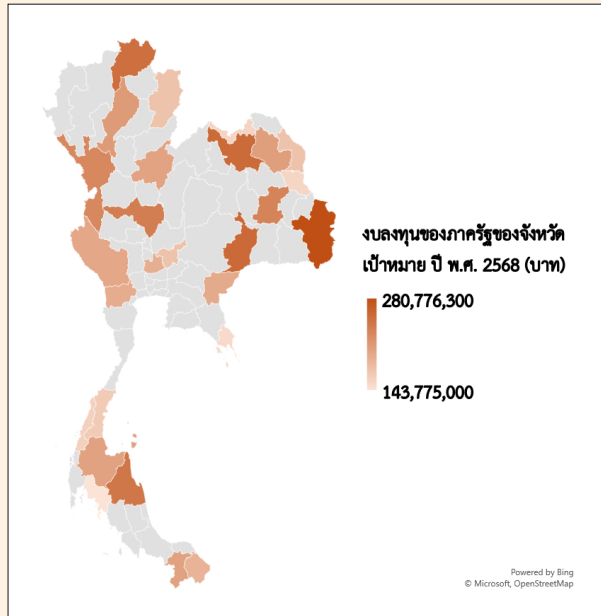 งบลงทุนของภาครัฐของจังหวัด
เป้าหมาย ปี พ.ศ. 2568 (บาท)
280,776,300
143,775,000
Powered by Bing
© Microsoft, OpenStreetMap